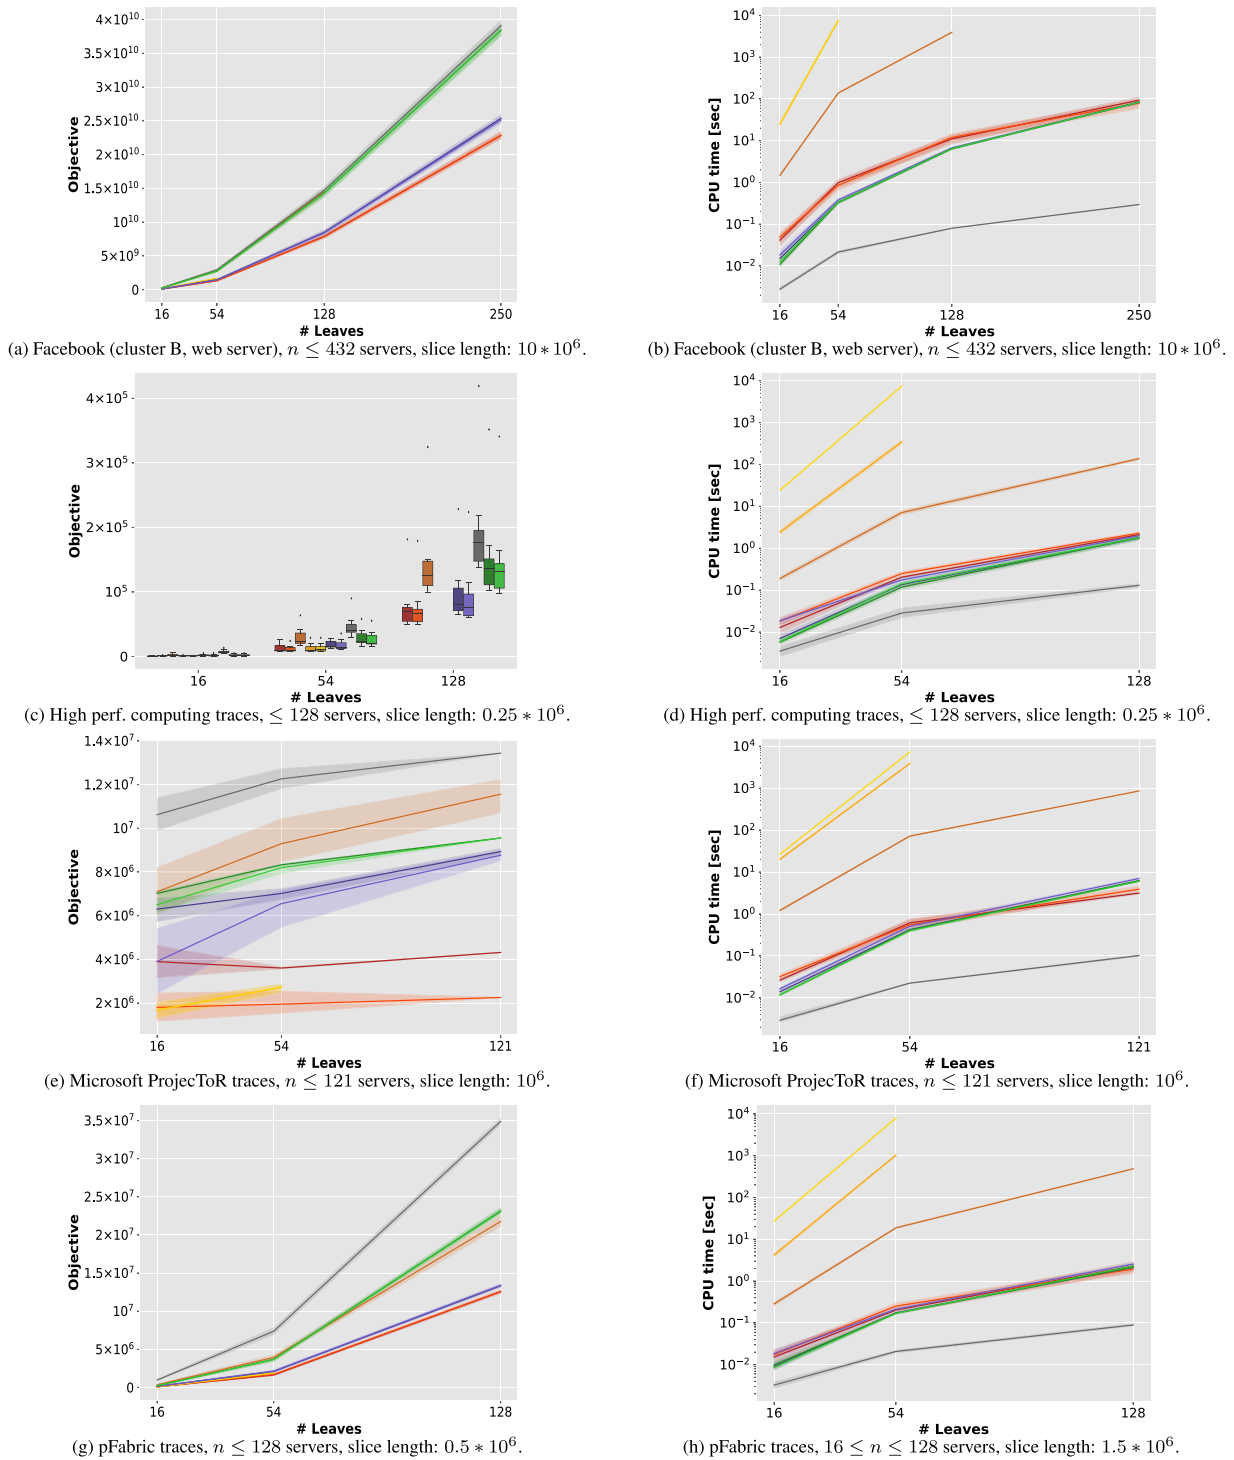 4×10^10
3.5×10^10
3×10^10
2.5×10^10
2×10^10
1.5×10^10
10^10
5×10^9
0
Objective
16 54 128 250
# Leaves
(a) Facebook (cluster B, web server), n ≤ 432 servers, slice length: 10 ∗ 10^6.
10^4
10^3
10^2
10^1
10^0
10^−1
10^−2
CPU time [sec]
16 54 128 250
# Leaves
(b) Facebook (cluster B, web server), n ≤ 432 servers, slice length: 10 ∗ 10^6.
4×10^5
3×10^5
2×10^5
10^5
0
Objective
16 54 128
# Leaves
(c) High perf. computing traces, ≤ 128 servers, slice length: 0.25 ∗ 10^6.
10^4
10^3
10^2
10^1
10^0
10^−1
10^−2
CPU time [sec]
16 54 128
# Leaves
(d) High perf. computing traces, ≤ 128 servers, slice length: 0.25 ∗ 10^6.
1.4×10^7
1.2×10^7
10^7
8×10^6
6×10^6
4×10^6
2×10^6
Objective
16 54 121
# Leaves
(e) Microsoft ProjecToR traces, n ≤ 121 servers, slice length: 10^6.
10^4
10^3
10^2
10^1
10^0
10^−1
10^−2
CPU time [sec]
16 54 121
# Leaves
(f) Microsoft ProjecToR traces, n ≤ 121 servers, slice length: 10^6.
3.5×10^7
3×10^7
2.5×10^7
2×10^7
1.5×10^7
10^7
5×10^6
0
Objective
16 54 128
# Leaves
(g) pFabric traces, n ≤ 128 servers, slice length: 0.5 ∗ 10^6.
10^4
10^3
10^2
10^1
10^0
10^−1
10^−2
CPU time [sec]
16 54 128
# Leaves
(h) pFabric traces, 16 ≤ n ≤ 128 servers, slice length: 1.5 ∗ 10^6.